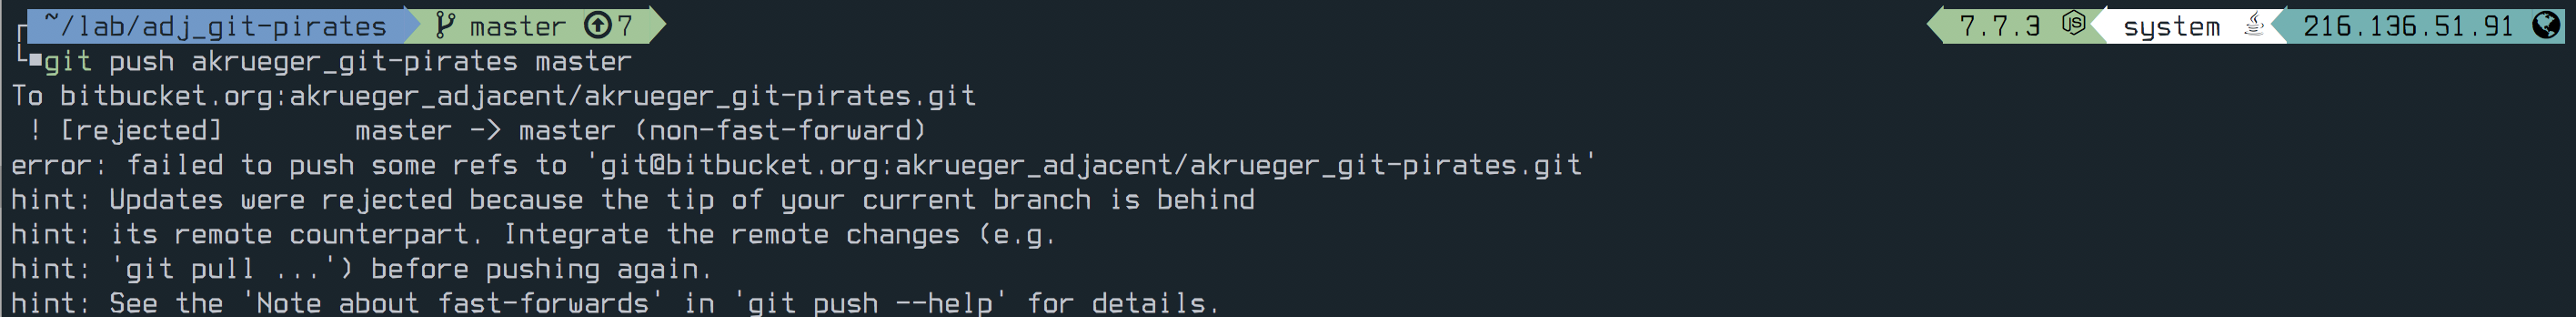 ~/lab/adj_git-pirates master 7 7.7.3 system 216.136.51.91
git push akrueger_git-pirates master
To bitbucket.org:akrueger_adjacent/akrueger_git-pirates.git
 ! [rejected]        master -> master (non-fast-forward)
error: failed to push some refs to 'git@bitbucket.org:akrueger_adjacent/akrueger_git-pirates.git'
hint: Updates were rejected because the tip of your current branch is behind
hint: its remote counterpart. Integrate the remote changes (e.g.
hint: 'git pull ...') before pushing again.
hint: See the 'Note about fast-forwards' in 'git push --help' for details.